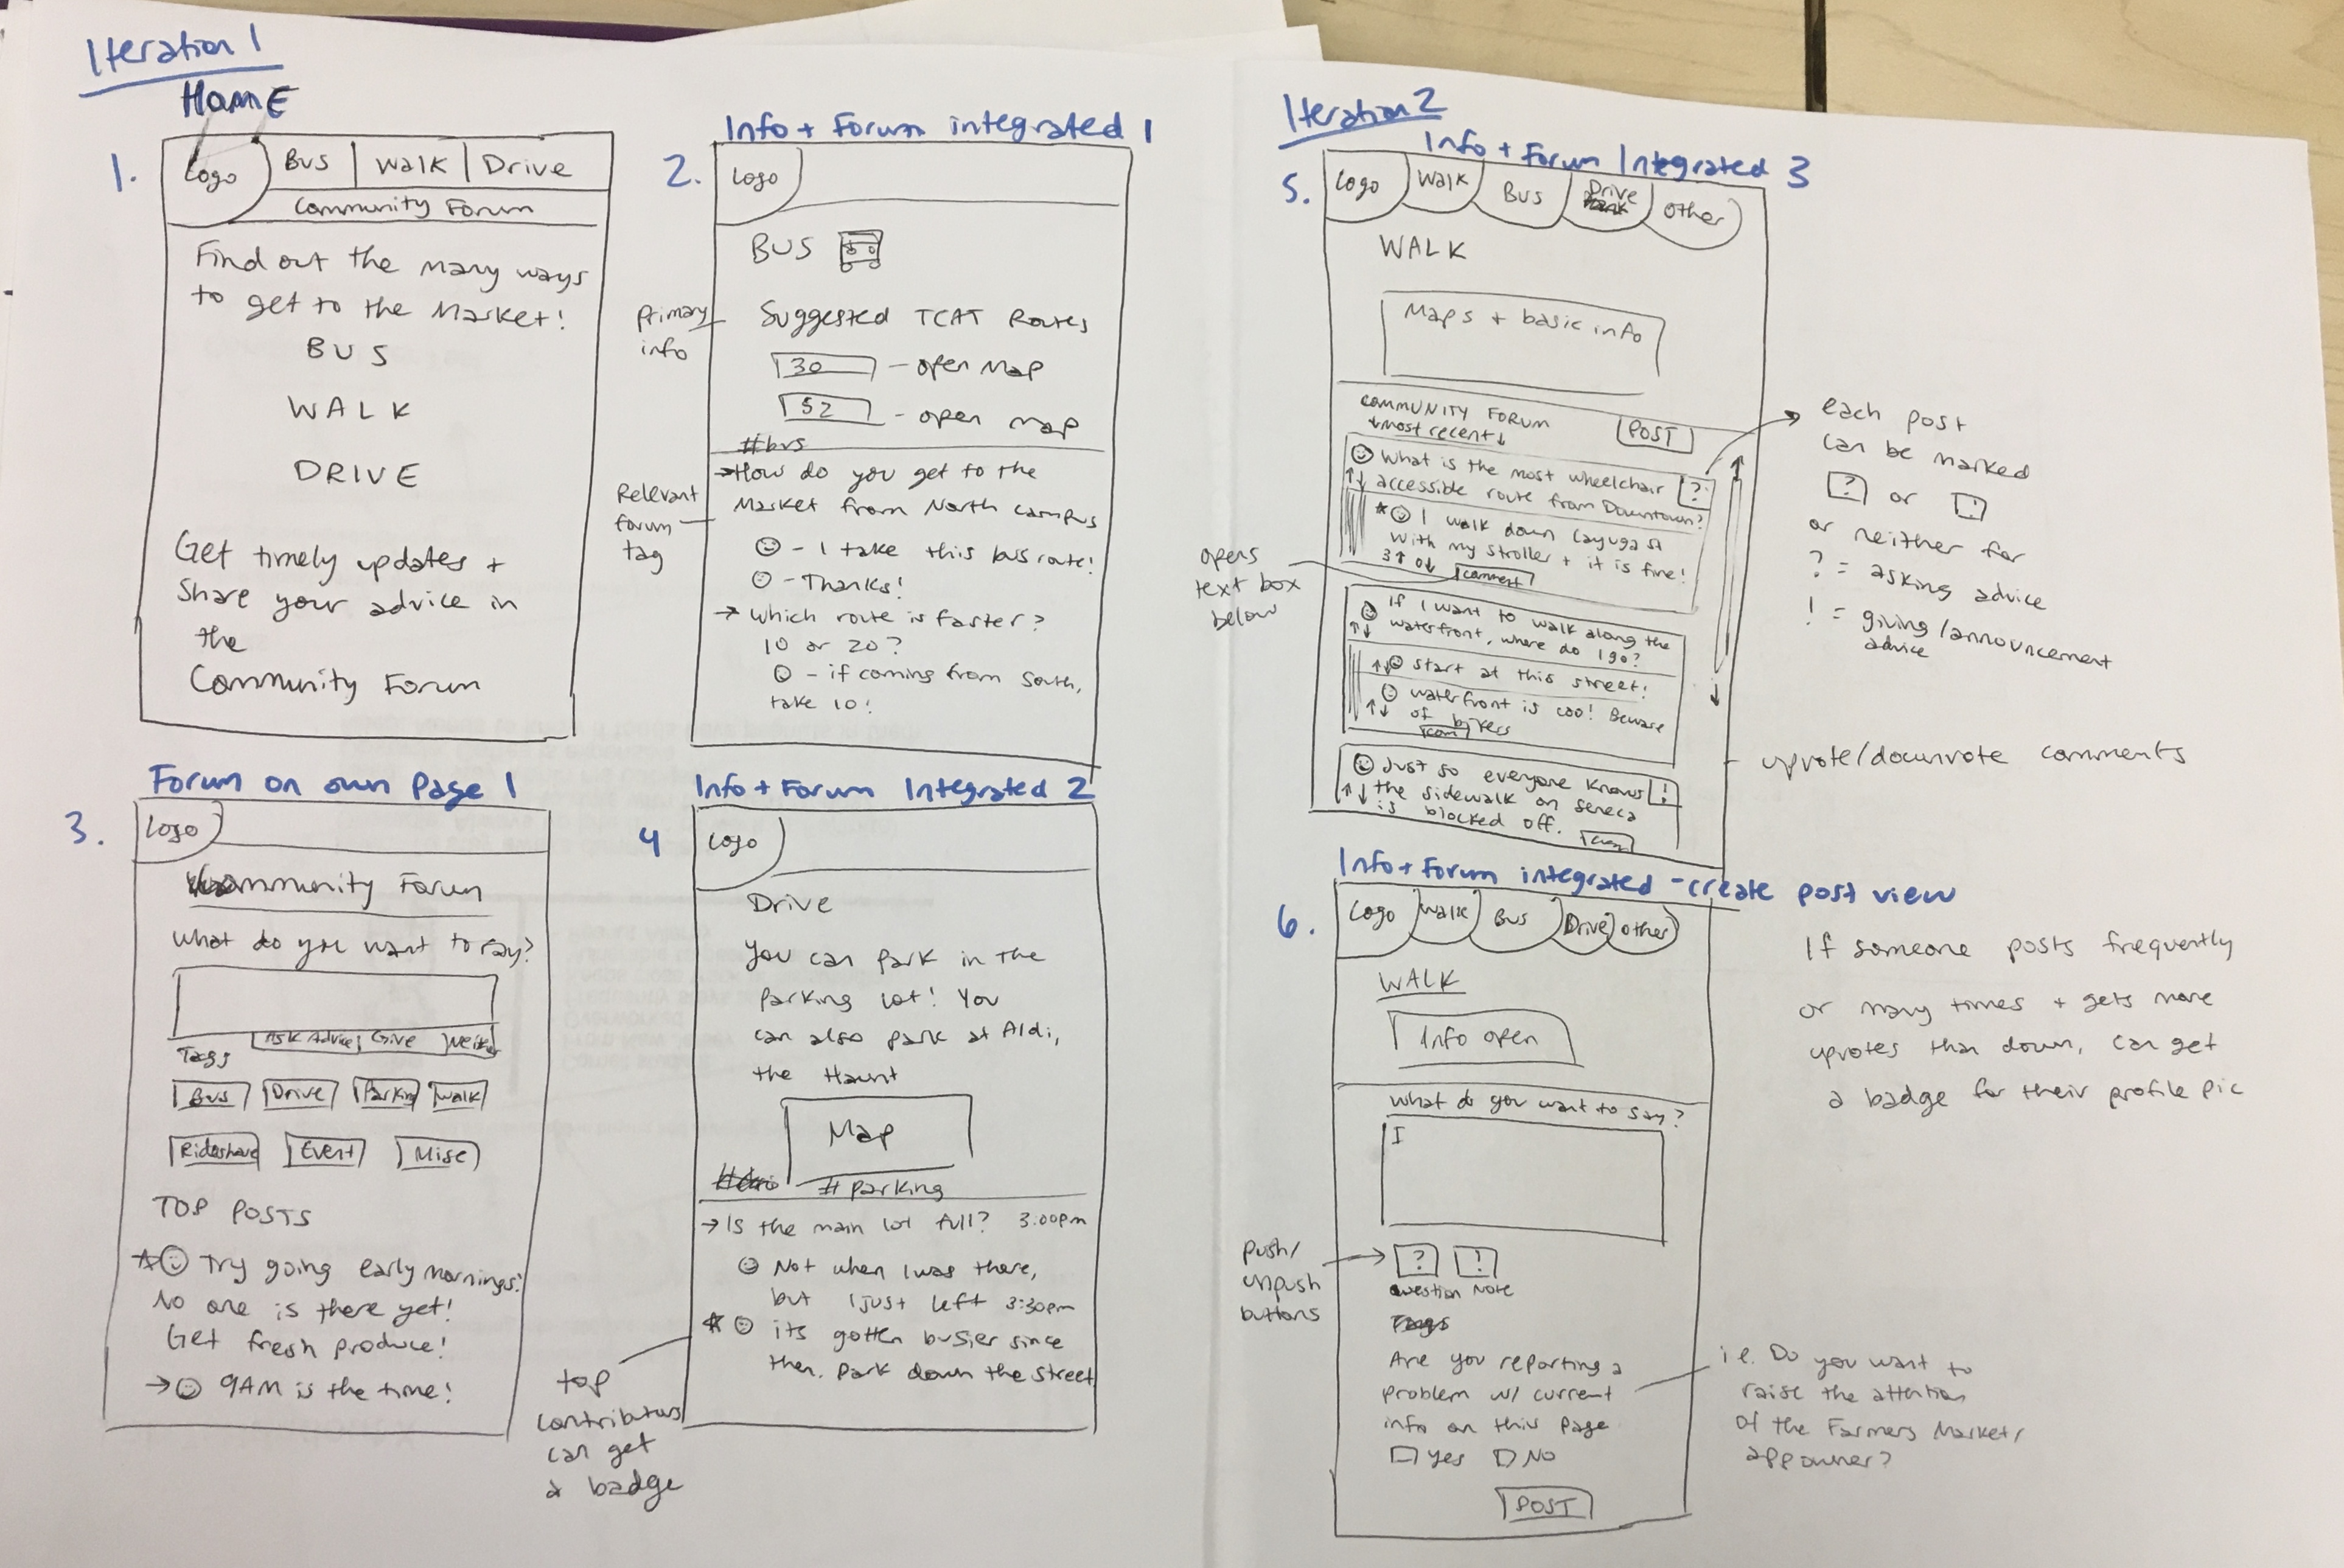 Iteration 1
HOME
1.
Logo
Bus | Walk | Drive
Community Forum
Find out the many ways
to get to the Market!
BUS
WALK
DRIVE
Get timely updates +
Share your advice in
the
Community Forum
Info + Forum integrated 1
2.
Logo
BUS
Primary
info
Suggested TCAT Routes
30 - open Map
52 - open map
#bus
Relevant
forum
tag
→How do you get to the
Market from North campus
- I take this bus route!
- Thanks!
→ Which route is faster?
10 or 20?
- if coming from South,
take 10!
Forum on own Page 1
3.
Logo
Community Forum
What do you want to say?
Ask Advice Give
Tags
Bus Drive Parking Walk
Rideshare Event Misc
TOP POSTS
Try going early mornings!
No one is there yet!
Get fresh produce!
→ 9AM is the time!
Info + Forum Integrated 2
4
Logo
Drive
You can park in the
parking lot! You
can also park at Aldi,
the Haunt
Map
# parking
→ Is the main lot full? 3:00pm
Not when I was there,
but I just left 3:30pm
its gotten busier since
then. Park down the street
top
contributors
can get
a badge
Iteration 2
Info + Forum Integrated 3
5.
Logo Walk Bus Drive Other
WALK
Maps + basic info
COMMUNITY FORUM
↓most recent↓
POST
What is the most wheelchair
accessible route from Downtown?
?
↑↓
* I walk down Cayuga St
with my stroller + it is fine!
3↑ 0↓ comment
opens
text box
below
If I want to walk along the
waterfront, where do I go?
↑↓
↑↓ start at this street!
waterfront is cool! Beware
↑↓ of bikers
com
Just so everyone knows !
↑↓ the sidewalk on seneca
is blocked off.
each post
can be marked
? or !
or neither for
? = asking advice
! = giving/announcement
advice
upvote/downvote comments
Info + Forum integrated - create post view
6.
Logo Walk Bus Drive Other
WALK
Info open
What do you want to say?
I
push/
unpush
buttons
? !
Question Note
Tags
Are you reporting a
problem w/ current
info on this page
Yes No
POST
If someone posts frequently
or many times + gets more
upvotes than down, can get
a badge for their profile pic
i.e. Do you want to
raise the attention
of the Farmers Market/
app owner?